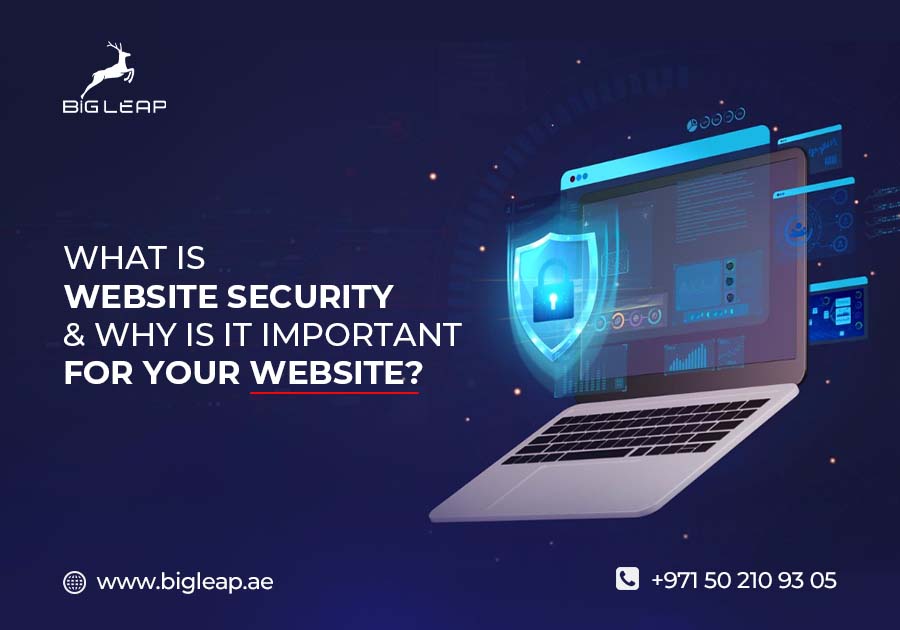 BIG LEAP
WHAT IS
WEBSITE SECURITY
& WHY IS IT IMPORTANT
FOR YOUR WEBSITE?
www.bigleap.ae
+971 50 210 93 05